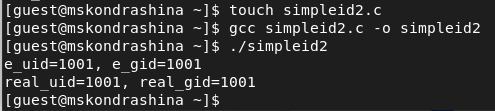 [guest@mskondrashina ~]$ touch simpleid2.c
[guest@mskondrashina ~]$ gcc simpleid2.c -o simpleid2
[guest@mskondrashina ~]$ ./simpleid2
e_uid=1001, e_gid=1001
real_uid=1001, real_gid=1001
[guest@mskondrashina ~]$